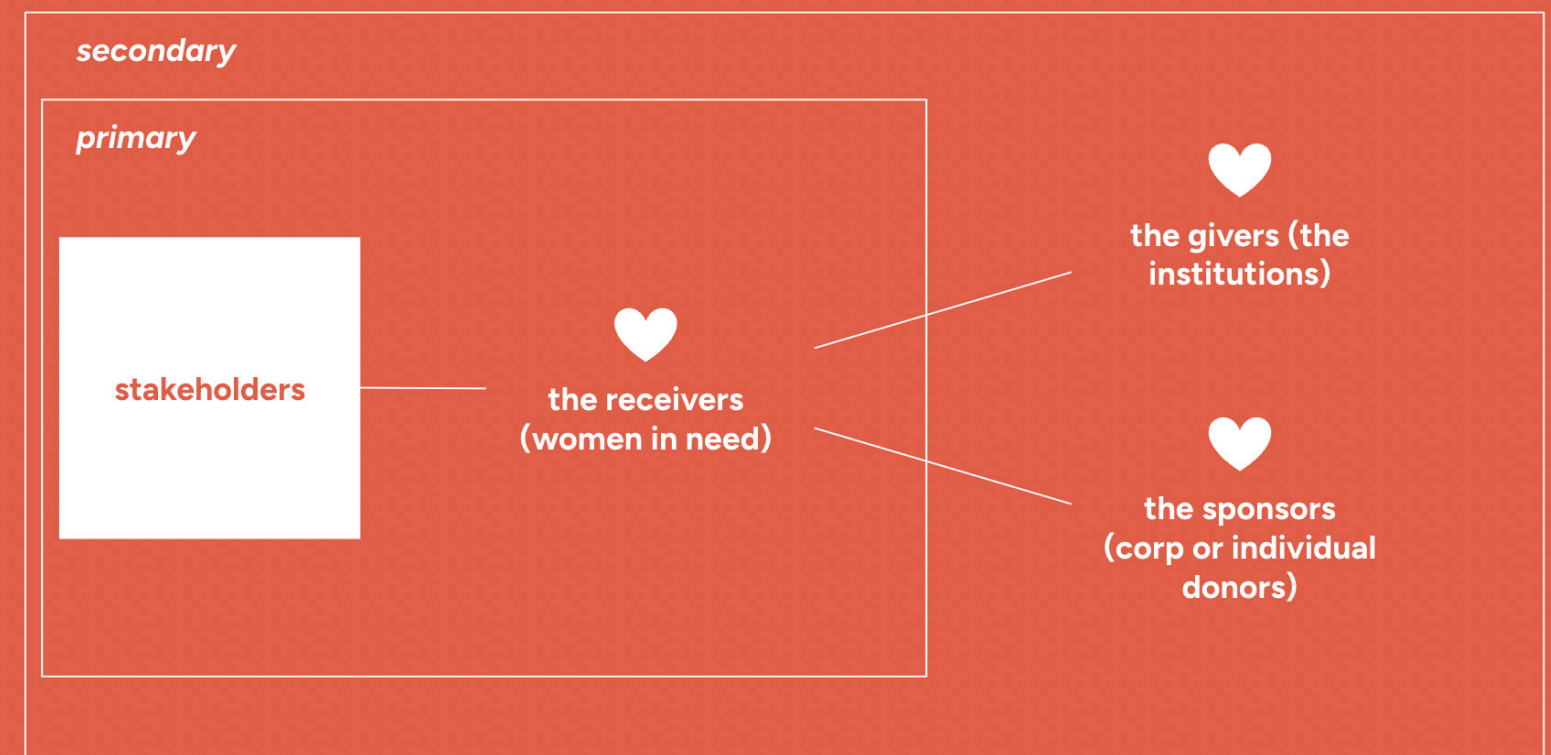 secondary
primary
stakeholders
the receivers
(women in need)
the givers (the
institutions)
the sponsors
(corp or individual
donors)